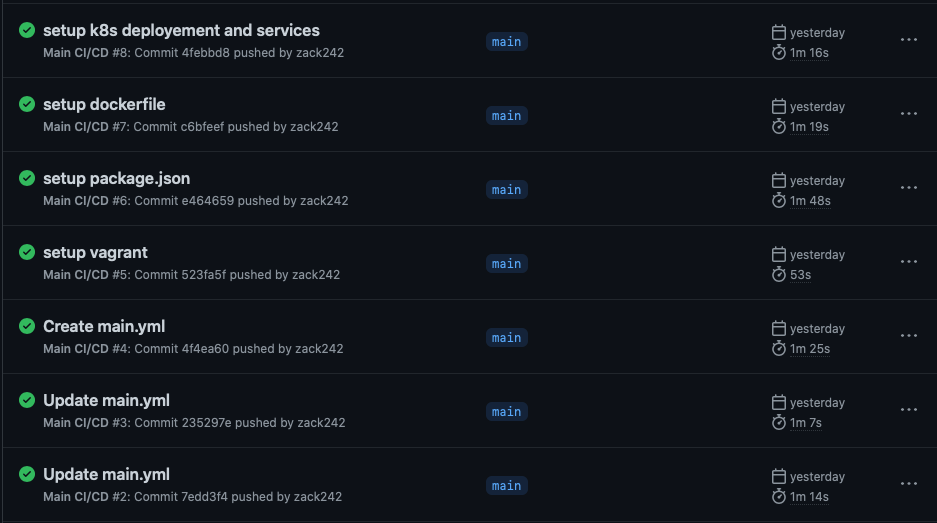 setup k8s deployement and services
Main CI/CD #8: Commit 4febbd8 pushed by zack242
main
yesterday
1m 16s
setup dockerfile
Main CI/CD #7: Commit c6bfeef pushed by zack242
main
yesterday
1m 19s
setup package.json
Main CI/CD #6: Commit e464659 pushed by zack242
main
yesterday
1m 48s
setup vagrant
Main CI/CD #5: Commit 523fa5f pushed by zack242
main
yesterday
53s
Create main.yml
Main CI/CD #4: Commit 4f4ea60 pushed by zack242
main
yesterday
1m 25s
Update main.yml
Main CI/CD #3: Commit 235297e pushed by zack242
main
yesterday
1m 7s
Update main.yml
Main CI/CD #2: Commit 7edd3f4 pushed by zack242
main
yesterday
1m 14s